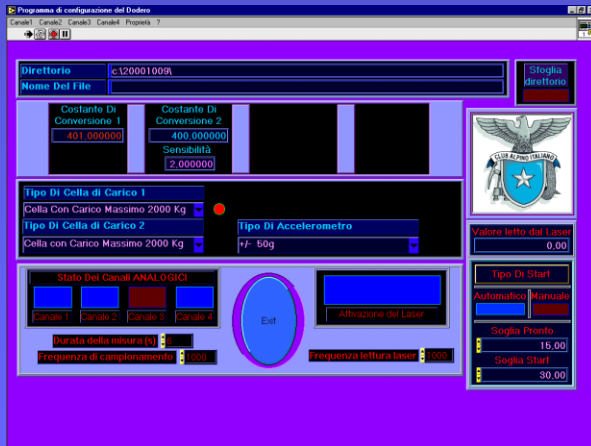 Programma di configurazione del Dodero
Canale1 Canale2 Canale3 Canale4 Proprietà ?
Direttorio c:\20001009\
Nome Del File
Sfoglia direttorio
Costante Di Conversione 1
401,000000
Costante Di Conversione 2
400,000000
Sensibilità
2,000000
CLUB ALPINO ITALIANO
Tipo Di Cella di Carico 1
Cella Con Carico Massimo 2000 Kg
Tipo Di Cella di Carico 2
Cella con Carico Massimo 2000 Kg
Tipo Di Accelerometro
+/- 50g
Valore letto dal Laser
0,00
Stato Dei Canali ANALOGICI
Canale 1 Canale 2 Canale 3 Canale 4
Durata della misura (s)
Frequenza di campionamento 1000
Exit
Attivazione del Laser
Frequenza lettura laser 1000
Tipo Di Start
Automatico Manuale
Soglia Pronto
15,00
Soglia Start
30,00